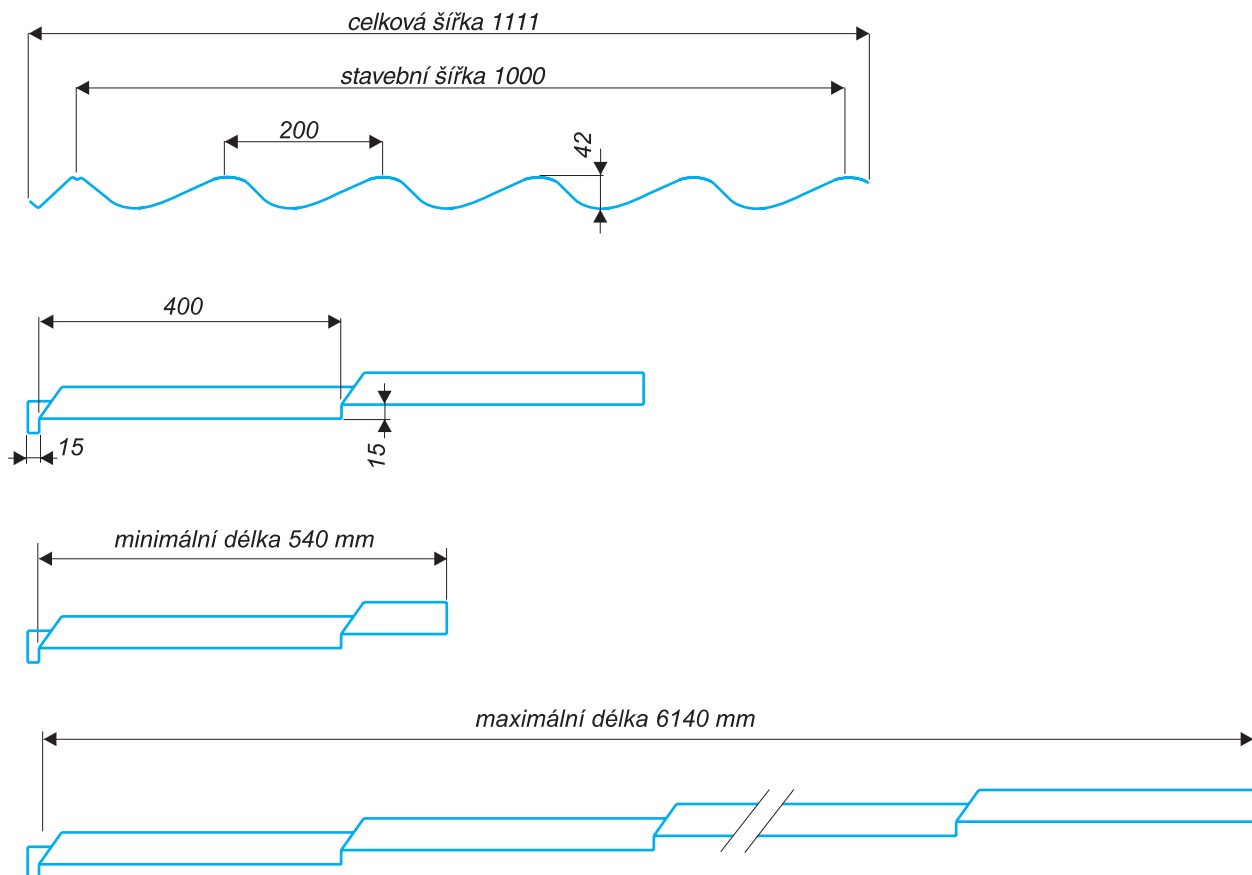 celková šířka 1111
stavební šířka 1000
200
42
400
15
15
minimální délka 540 mm
maximální délka 6140 mm